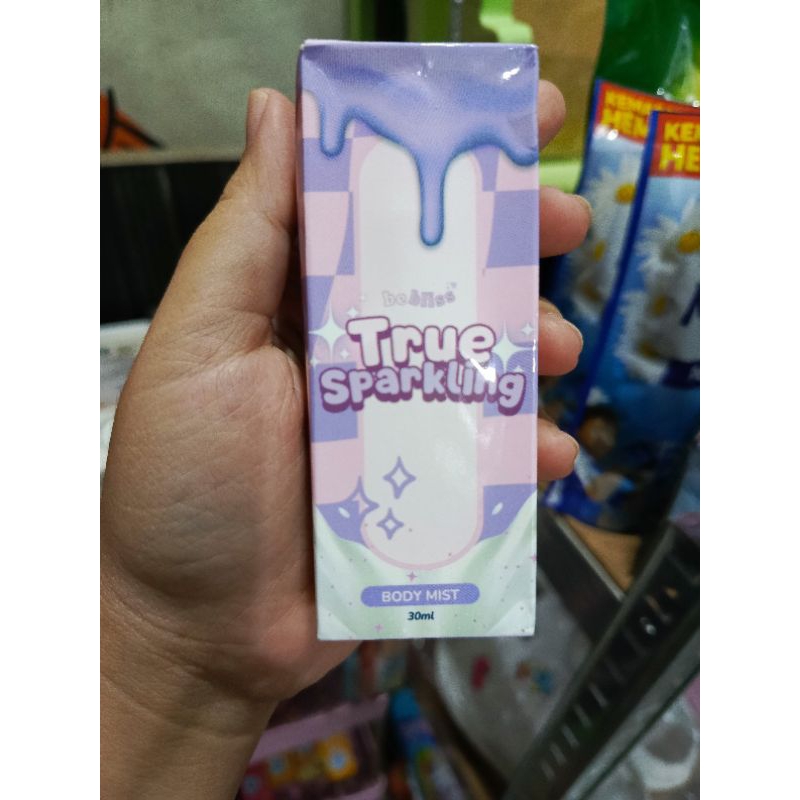 True
Sparkling
BODY MIST
30ml